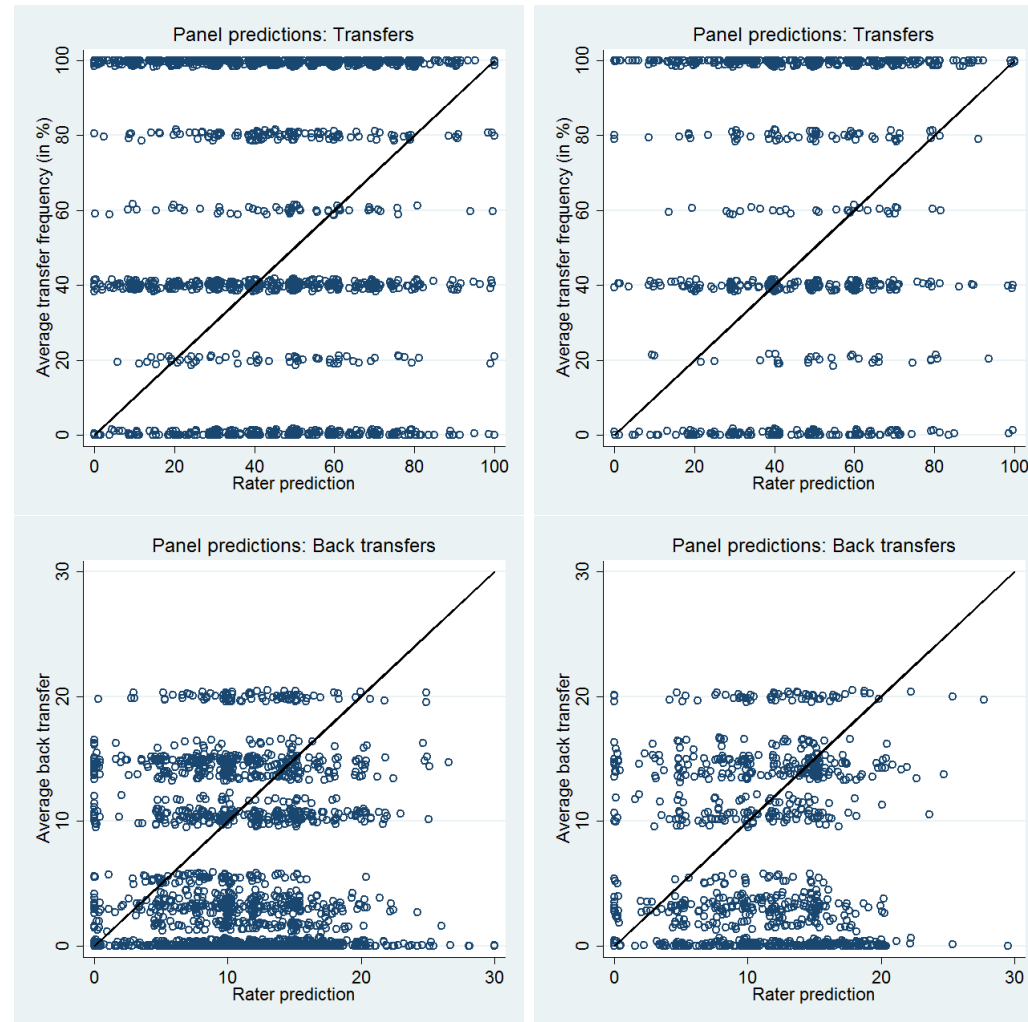 Panel predictions: Transfers
Average transfer frequency (in %)
100
80
60
40
20
0
0 20 40 60 80 100
Rater prediction
Panel predictions: Transfers
Average transfer frequency (in %)
100
80
60
40
20
0
0 20 40 60 80 100
Rater prediction
Panel predictions: Back transfers
Average back transfer
30
20
10
0
0 10 20 30
Rater prediction
Panel predictions: Back transfers
Average back transfer
30
20
10
0
0 10 20 30
Rater prediction